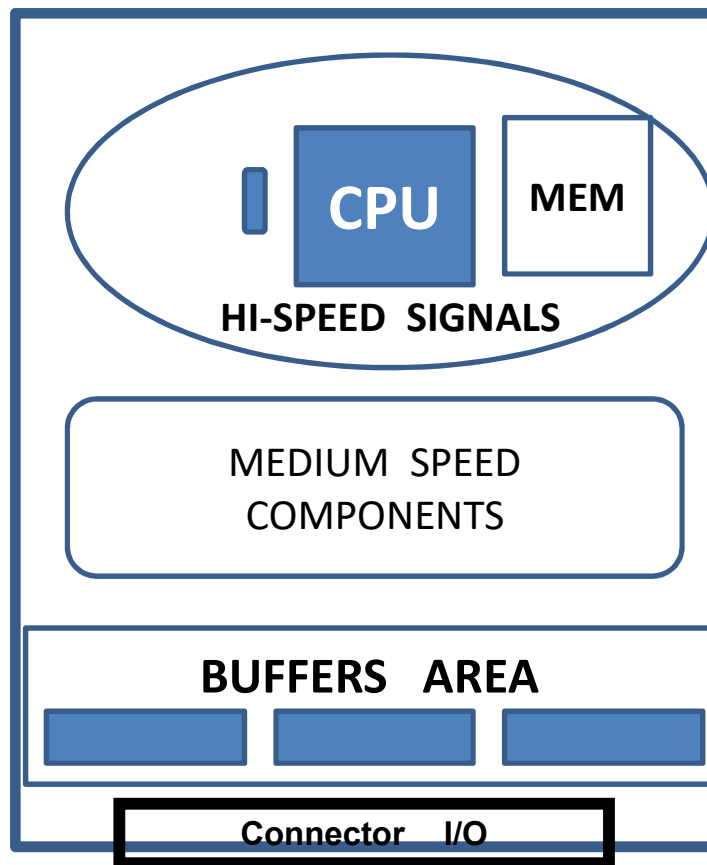 CPU
MEM
HI-SPEED SIGNALS
MEDIUM SPEED
COMPONENTS
BUFFERS AREA
Connector I/O